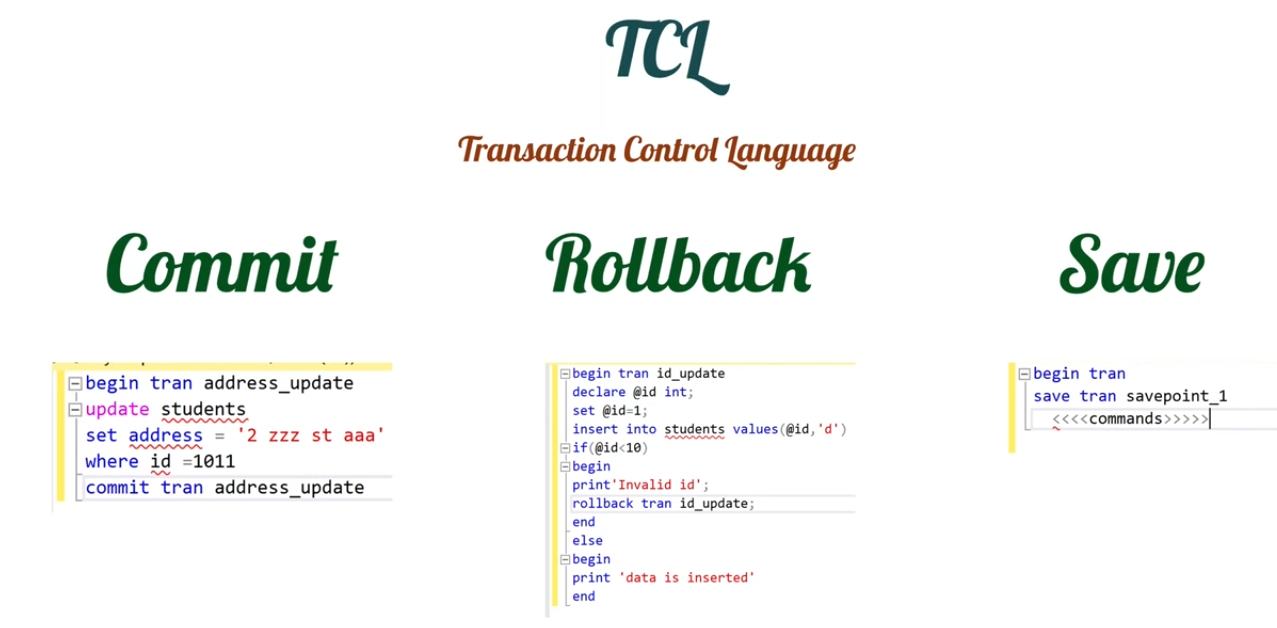 TCL
Transaction Control Language
Commit
Rollback
Save
begin tran address_update
update students
set address = '2 zzz st aaa'
where id =1011
commit tran address_update
begin tran id_update
declare @id int;
set @id=1;
insert into students values(@id,'d')
if(@id<10)
begin
print'Invalid id';
rollback tran id_update;
end
else
begin
print 'data is inserted'
end
begin tran
save tran savepoint_1
<<<<commands>>>>>